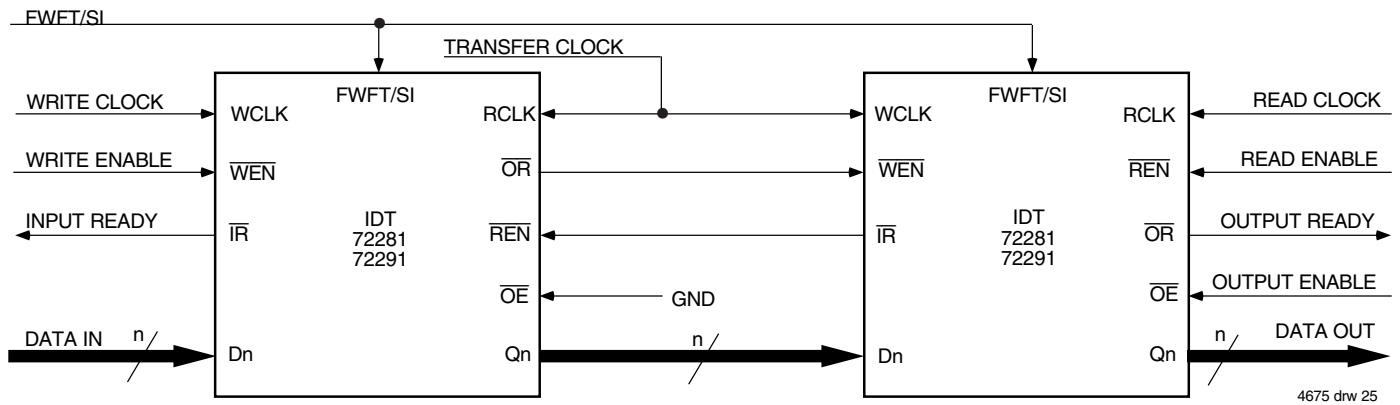 FWFT/SI
TRANSFER CLOCK
FWFT/SI
FWFT/SI
WRITE CLOCK
WCLK
RCLK
WCLK
RCLK
READ CLOCK
WRITE ENABLE
WEN
OR
WEN
REN
READ ENABLE
INPUT READY
IR
IDT
72281
72291
REN
IR
IDT
72281
72291
OR
OUTPUT READY
OE
GND
OE
OUTPUT ENABLE
DATA IN
n
Dn
Qn
n
Dn
Qn
n
DATA OUT
4675 drw 25